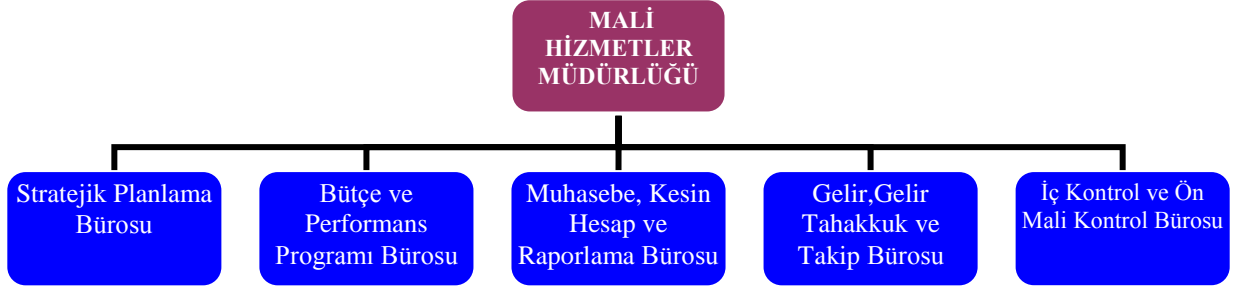 MALİ
HİZMETLER
MÜDÜRLÜĞÜ
Stratejik Planlama
Bürosu
Bütçe ve
Performans
Programı Bürosu
Muhasebe, Kesin
Hesap ve
Raporlama Bürosu
Gelir,Gelir
Tahakkuk ve
Takip Bürosu
İç Kontrol ve Ön
Mali Kontrol Bürosu